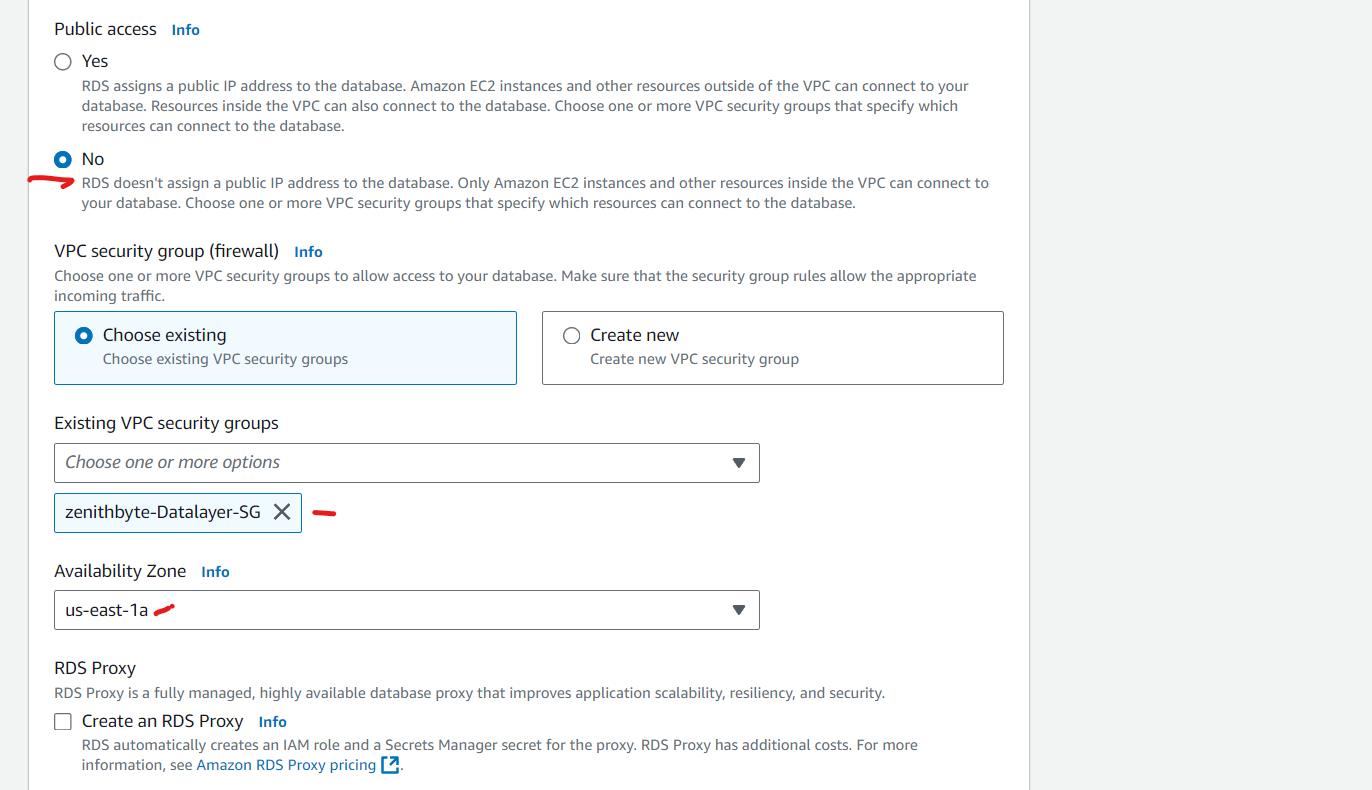 Public access Info
Yes
RDS assigns a public IP address to the database. Amazon EC2 instances and other resources outside of the VPC can connect to your
database. Resources inside the VPC can also connect to the database. Choose one or more VPC security groups that specify which
resources can connect to the database.
No
RDS doesn't assign a public IP address to the database. Only Amazon EC2 instances and other resources inside the VPC can connect to
your database. Choose one or more VPC security groups that specify which resources can connect to the database.
VPC security group (firewall) Info
Choose one or more VPC security groups to allow access to your database. Make sure that the security group rules allow the appropriate
incoming traffic.
Choose existing
Choose existing VPC security groups
Create new
Create new VPC security group
Existing VPC security groups
Choose one or more options
zenithbyte-Datalayer-SG
Availability Zone Info
us-east-1a
RDS Proxy
RDS Proxy is a fully managed, highly available database proxy that improves application scalability, resiliency, and security.
Create an RDS Proxy Info
RDS automatically creates an IAM role and a Secrets Manager secret for the proxy. RDS Proxy has additional costs. For more
information, see Amazon RDS Proxy pricing.